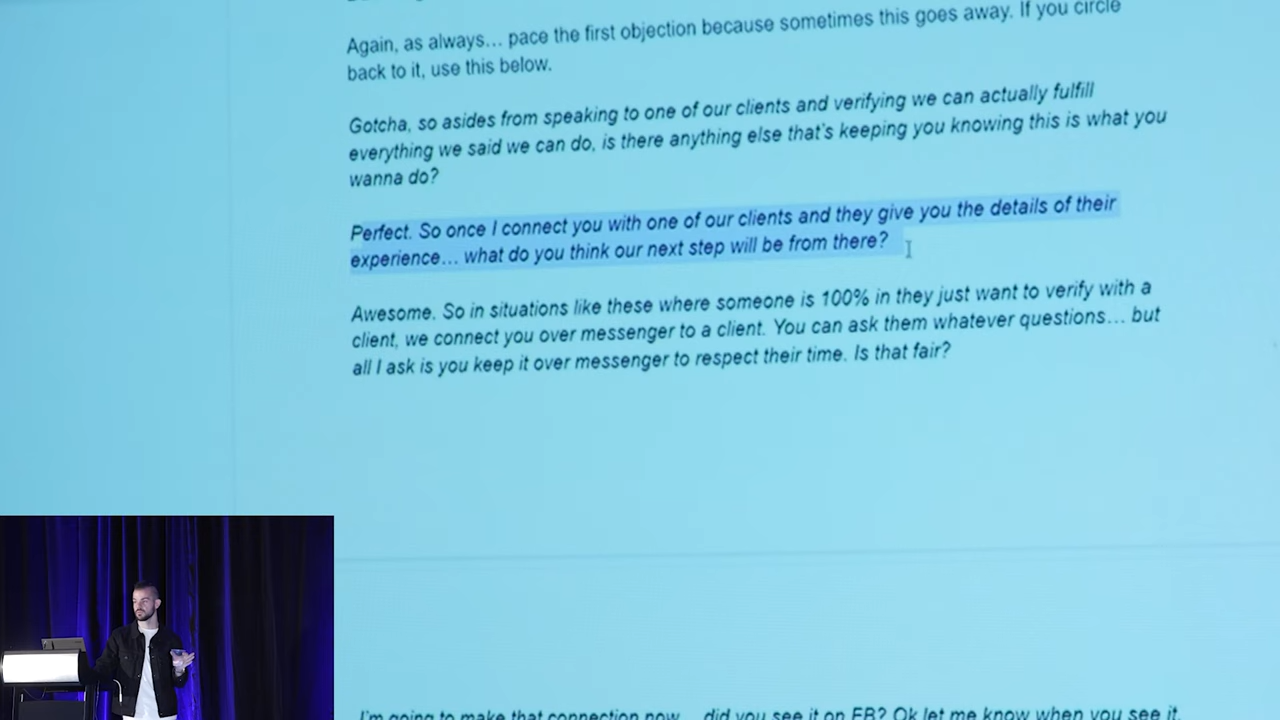 Again, as always... pace the first objection because sometimes this goes away. If you circle
back to it, use this below.
Gotcha, so asides from speaking to one of our clients and verifying we can actually fulfill
everything we said we can do, is there anything else that's keeping you knowing this is what you
wanna do?
Perfect. So once I connect you with one of our clients and they give you the details of their
experience... what do you think our next step will be from there?
Awesome. So in situations like these where someone is 100% in they just want to verify with a
client, we connect you over messenger to a client. You can ask them whatever questions... but
all I ask is you keep it over messenger to respect their time. Is that fair?
I'm going to make that connection now... did you see it on FB? Ok let me know when you see it.